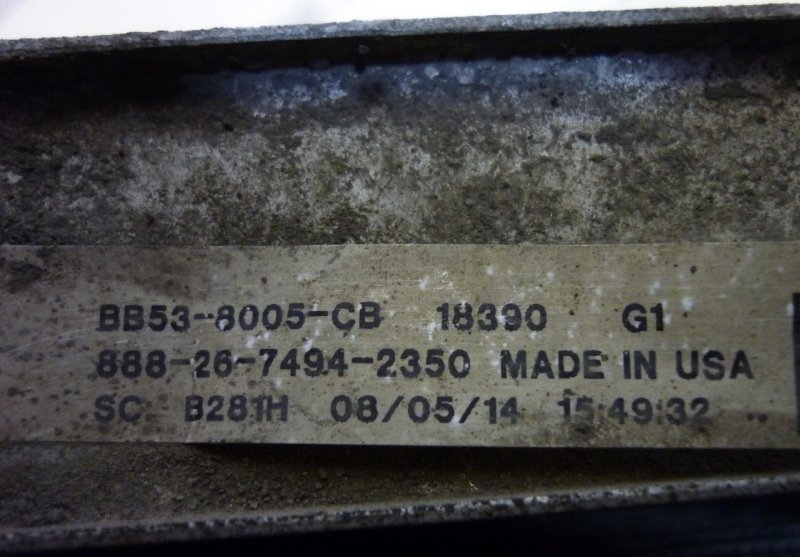 BB53-8005-CB 18390 G1
888-26-7494-2350 MADE IN USA
SC B281H 08/05/14 15:49:32